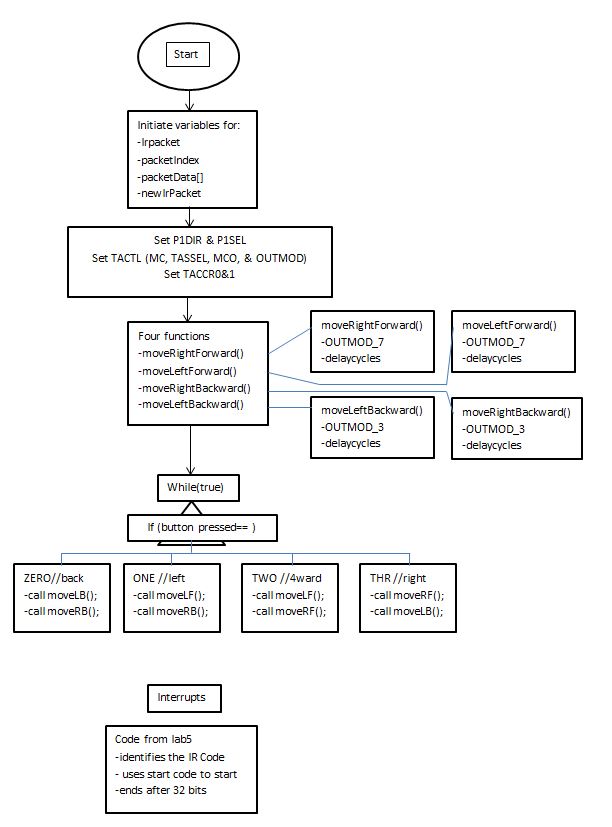 Start
Initiate variables for:
-Irpacket
-packetIndex
-packetData[]
-newIrPacket
Set P1DIR & P1SEL
Set TACTL (MC, TASSEL, MCO, & OUTMOD)
Set TACCR0&1
Four functions
-moveRightForward()
-moveLeftForward()
-moveRightBackward()
-moveLeftBackward()
moveRightForward()
-OUTMOD_7
-delaycycles
moveLeftForward()
-OUTMOD_7
-delaycycles
moveLeftBackward()
-OUTMOD_3
-delaycycles
moveRightBackward()
-OUTMOD_3
-delaycycles
While(true)
If (button pressed== )
ZERO//back
-call moveLB();
-call moveRB();
ONE //left
-call moveLF();
-call moveRB();
TWO //4ward
-call moveLF();
-call moveRF();
THR //right
-call moveRF();
-call moveLB();
Interrupts
Code from lab5
-identifies the IR Code
- uses start code to start
-ends after 32 bits